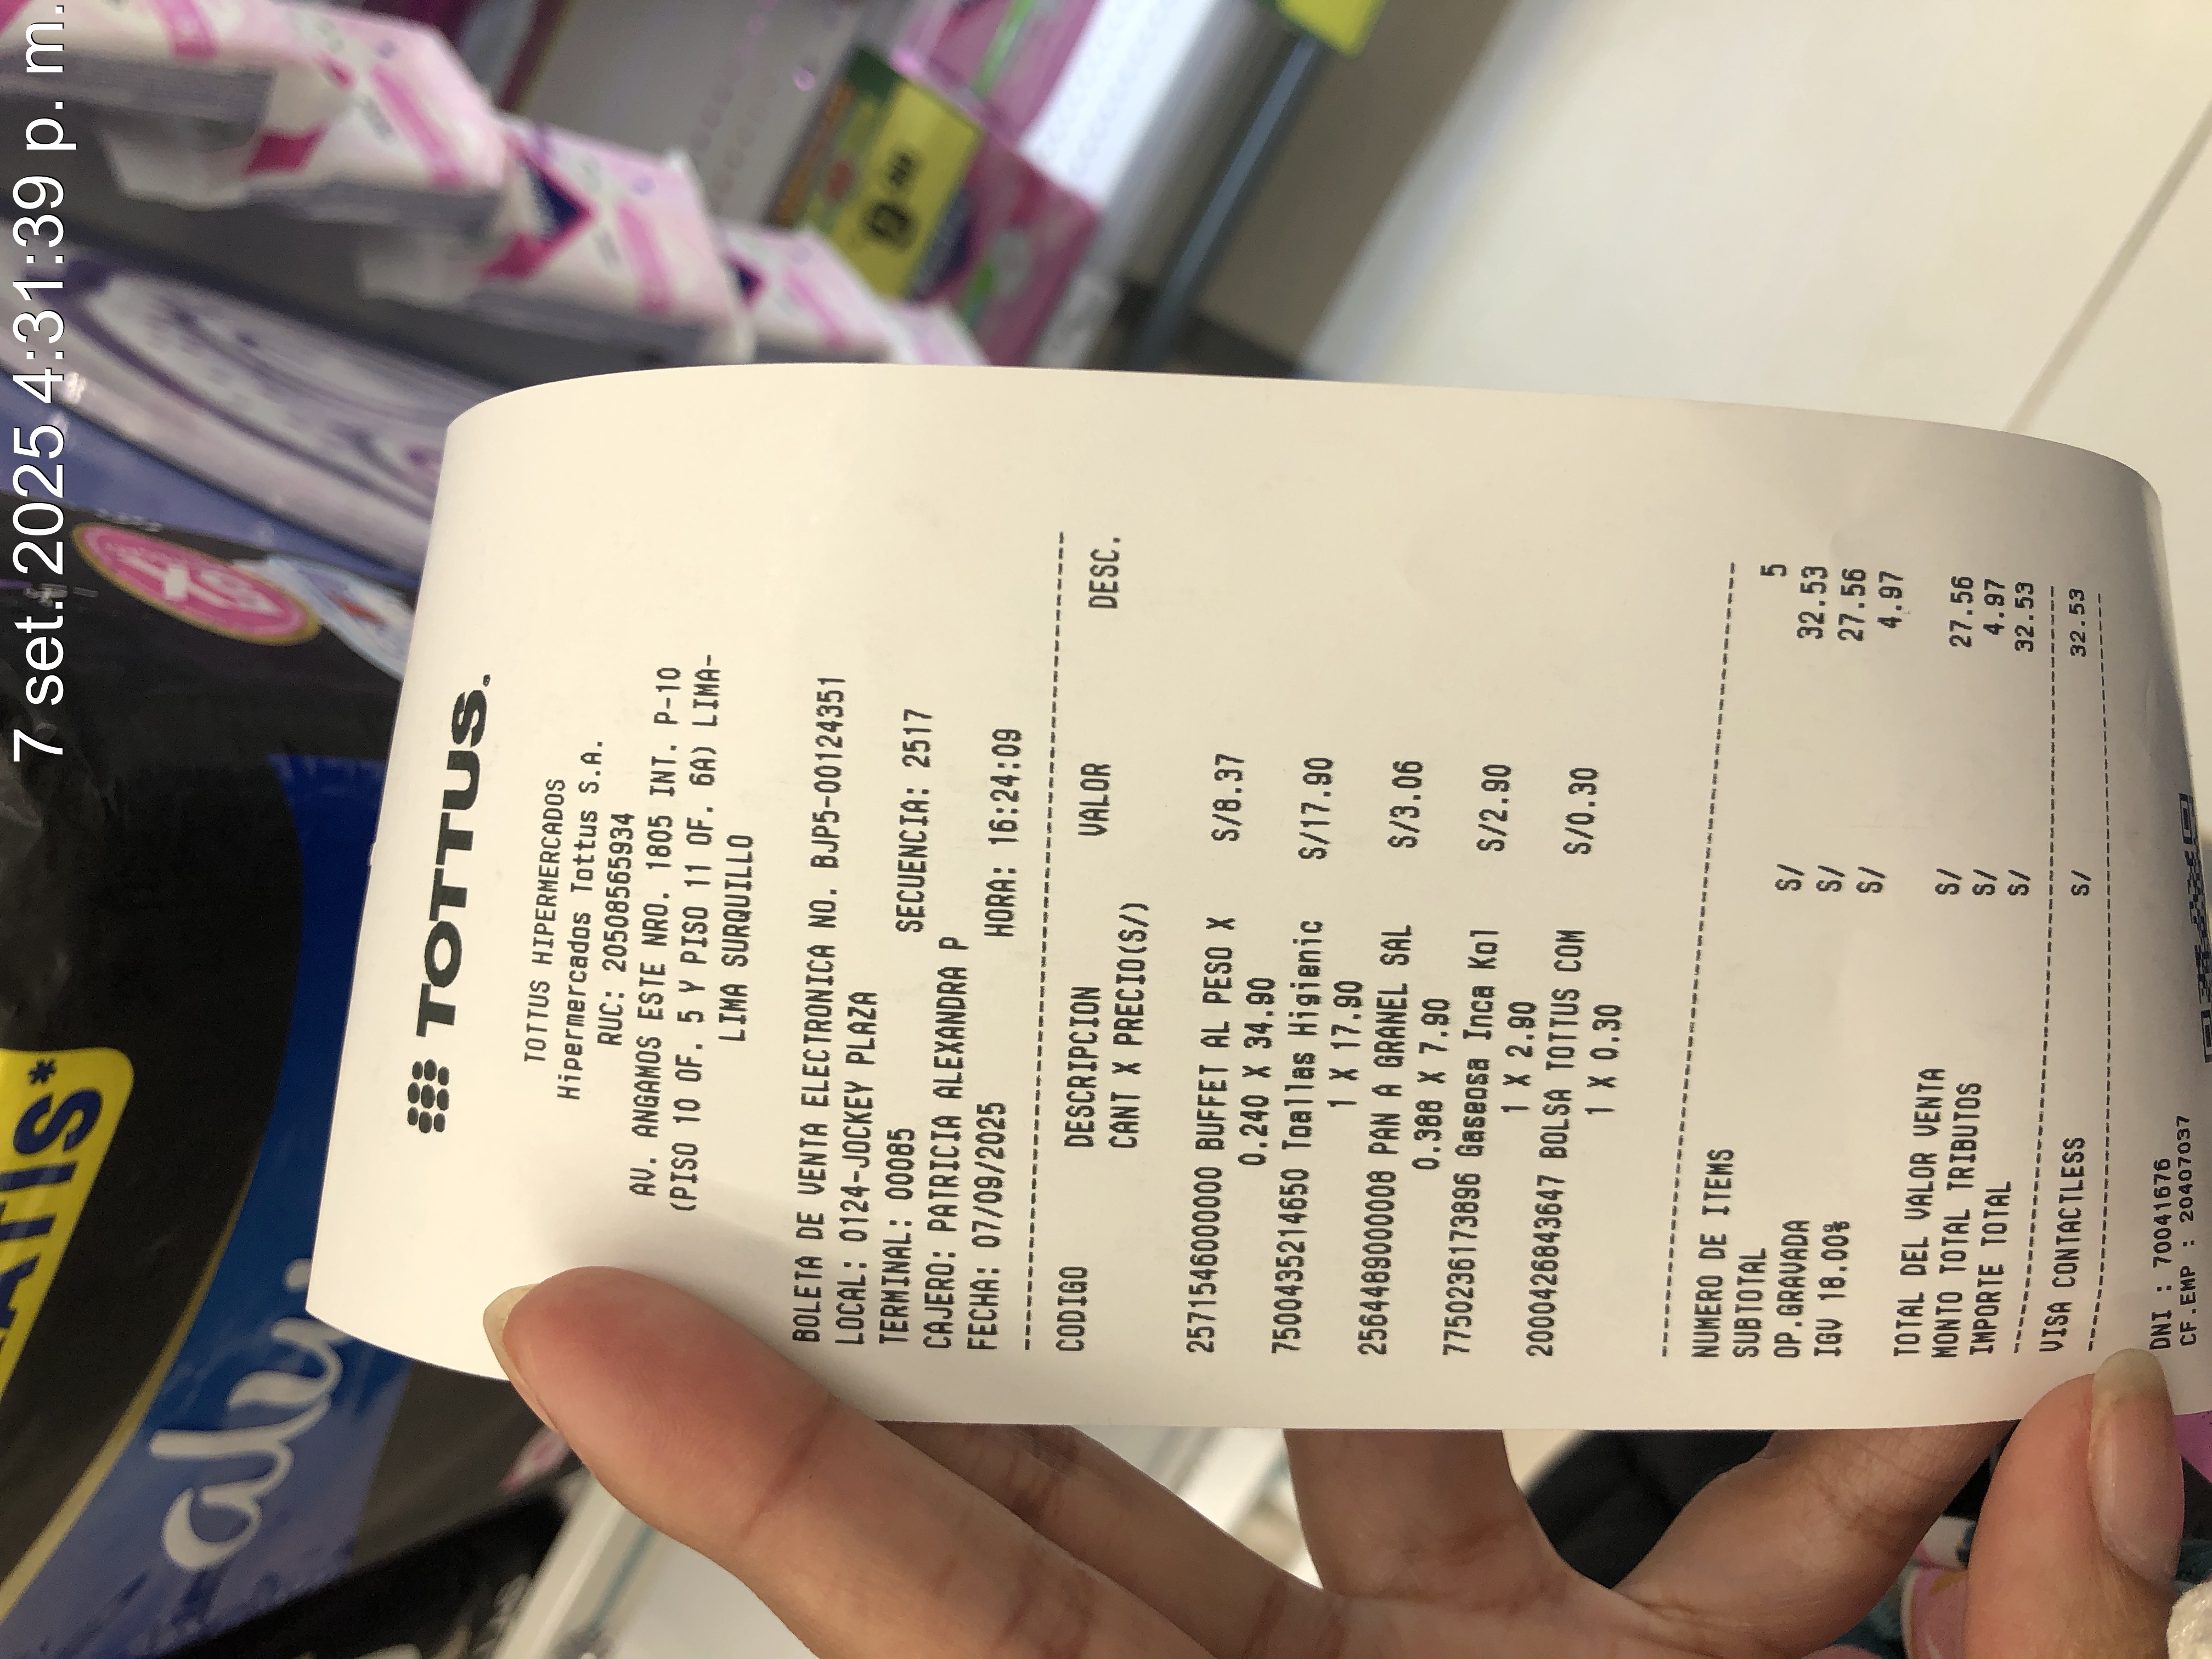 7 set. 2025 4:31:39 p. m.
TOTTUS.
TOTTUS HIPERMERCADOS
Hipermercados Tottus S.A.
RUC: 20508565934
AV. ANGAMOS ESTE NRO. 1805 INT. P-10
(PISO 10 OF. 5 Y PISO 11 OF. 6A) LIMA-
LIMA SURQUILLO
BOLETA DE VENTA ELECTRONICA NO. BJP5-00124351
LOCAL: 0124-JOCKEY PLAZA
TERMINAL: 00085 SECUENCIA: 2517
CAJERO: PATRICIA ALEXANDRA P
FECHA: 07/09/2025 HORA: 16:24:09
CODIGO DESCRIPCION VALOR DESC.
CANT X PRECIO(S/)
2571546000000 BUFFET AL PESO X S/8.37
0.240 X 34.90
7500435214650 Toallas Higienic S/17.90
1 X 17.90
2564489000008 PAN A GRANEL SAL S/3.06
0.388 X 7.90
7750236173896 Gaseosa Inca Kol S/2.90
1 X 2.90
2000426843647 BOLSA TOTTUS COM S/0.30
1 X 0.30
NUMERO DE ITEMS 5
SUBTOTAL S/ 32.53
OP.GRAVADA S/ 27.56
IGV 18.00% S/ 4.97
TOTAL DEL VALOR VENTA S/ 27.56
MONTO TOTAL TRIBUTOS S/ 4.97
IMPORTE TOTAL S/ 32.53
VISA CONTACTLESS S/ 32.53
DNI : 70041676
CF.EMP : 20407037